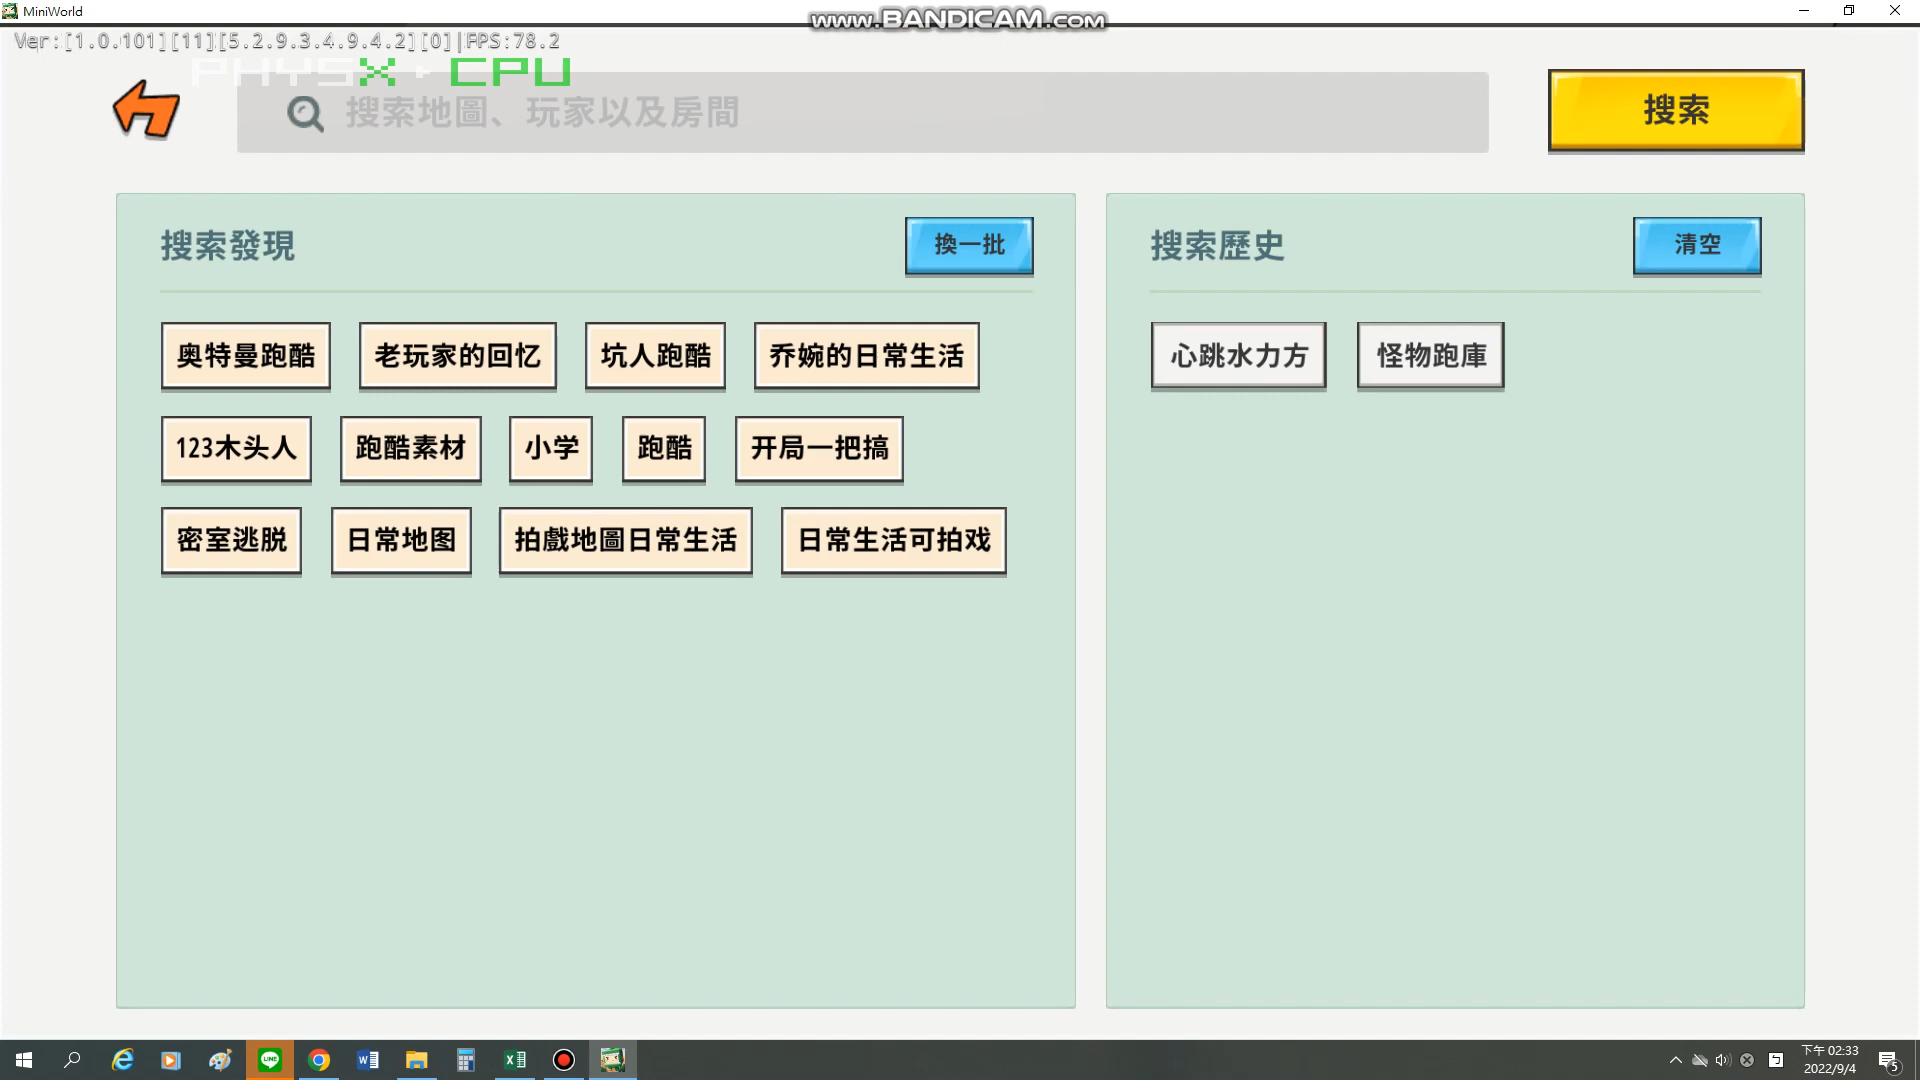 MiniWorld
www.BANDICAM.com
Ver:[1.0.101][11][5.2.9.3.4.9.4.2][0]|FPS:78.2
PHYSX ▸ CPU
搜索地圖、玩家以及房間
搜索
搜索發現
換一批
搜索歷史
清空
奥特曼跑酷 老玩家的回忆 坑人跑酷 乔婉的日常生活
心跳水力方 怪物跑庫
123木头人 跑酷素材 小学 跑酷 开局一把搞
密室逃脱 日常地图 拍戲地圖日常生活 日常生活可拍戏
下午 02:33
2022/9/4
5